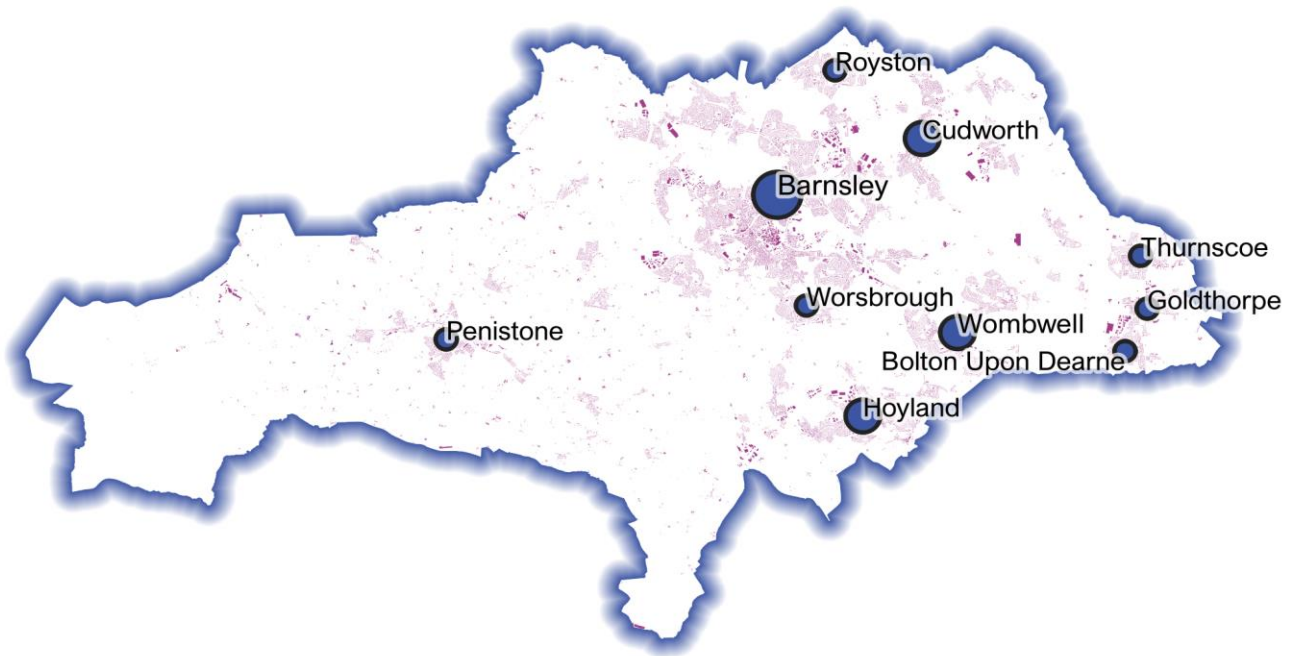 Royston
Cudworth
Barnsley
Thurnscoe
Worsbrough
Goldthorpe
Penistone
Wombwell
Bolton Upon Dearne
Hoyland